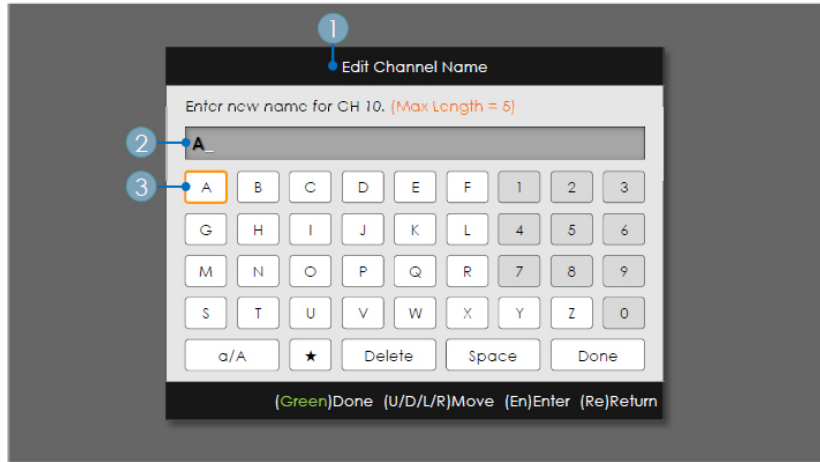 1
Edit Channel Name
Enter new name for CH 10. (Max Length = 5)
2 A_
3 A B C D E F 1 2 3
G H I J K L 4 5 6
M N O P Q R 7 8 9
S T U V W X Y Z 0
a/A ★ Delete Space Done
(Green)Done (U/D/L/R)Move (En)Enter (Re)Return